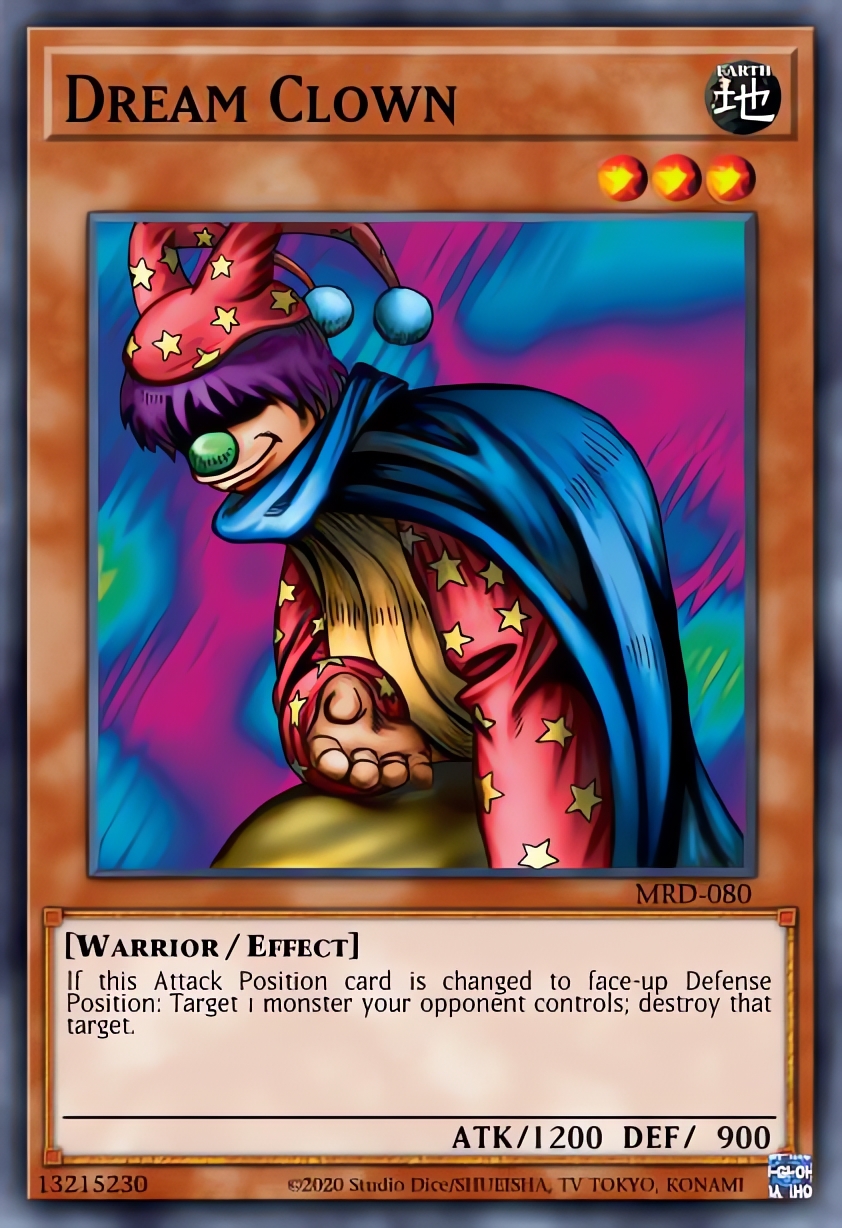 DREAM CLOWN
EARTH
地
MRD-080
[WARRIOR / EFFECT]
If this Attack Position card is changed to face-up Defense
Position: Target 1 monster your opponent controls; destroy that
target.
ATK/1200 DEF/ 900
13215230
©2020 Studio Dice/SHUEISHA, TV TOKYO, KONAMI